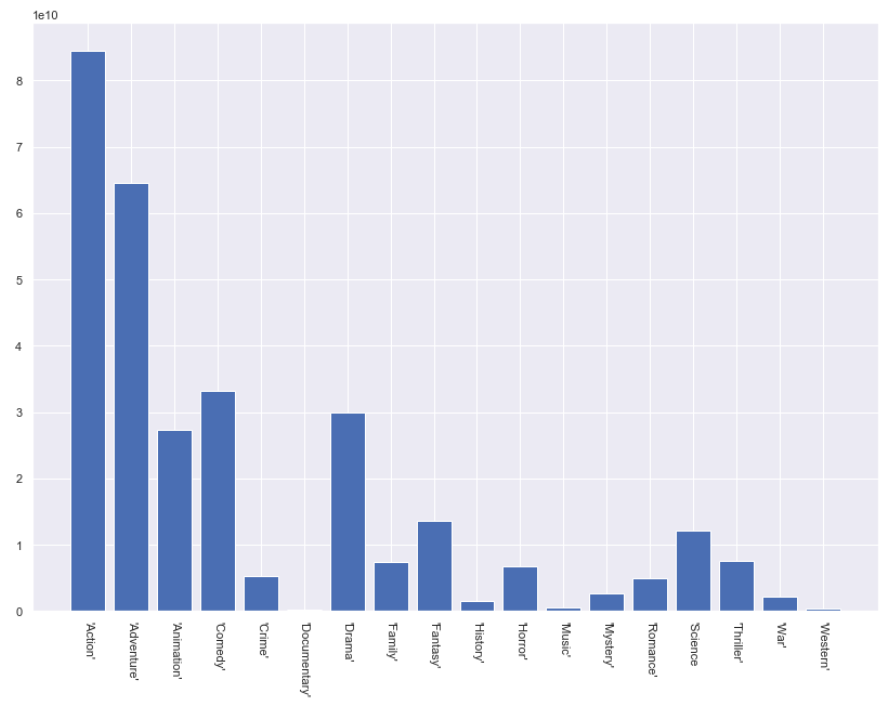 1e10
8
7
6
5
4
3
2
1
0
'Action'
'Adventure'
'Animation'
'Comedy'
'Crime'
'Documentary'
'Drama'
'Family'
'Fantasy'
'History'
'Horror'
'Music'
'Mystery'
'Romance'
'Science
'Thriller'
'War'
'Western'